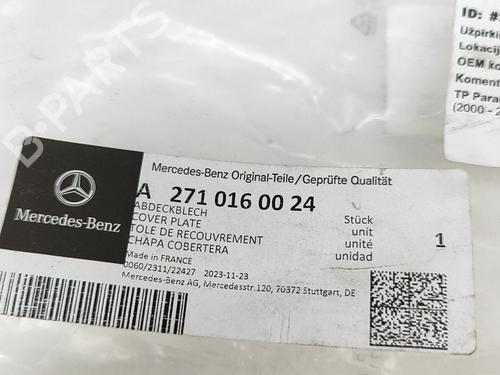 ID: #
Užpirki
Lokacij
OEM ko
Koment
TP Para
(2000 - 2
B-PARTS
Mercedes-Benz Original-Teile/Geprüfte Qualität
A 271 016 00 24
ABDECKBLECH
COVER PLATE
TOLE DE RECOUVREMENT
CHAPA COBERTERA
Stück
unit
unité
unidad
1
Made in FRANCE
0060/2311/22427 2023-11-23
Mercedes-Benz AG, Mercedesstr.120, 70372 Stuttgart, DE
Mercedes-Benz